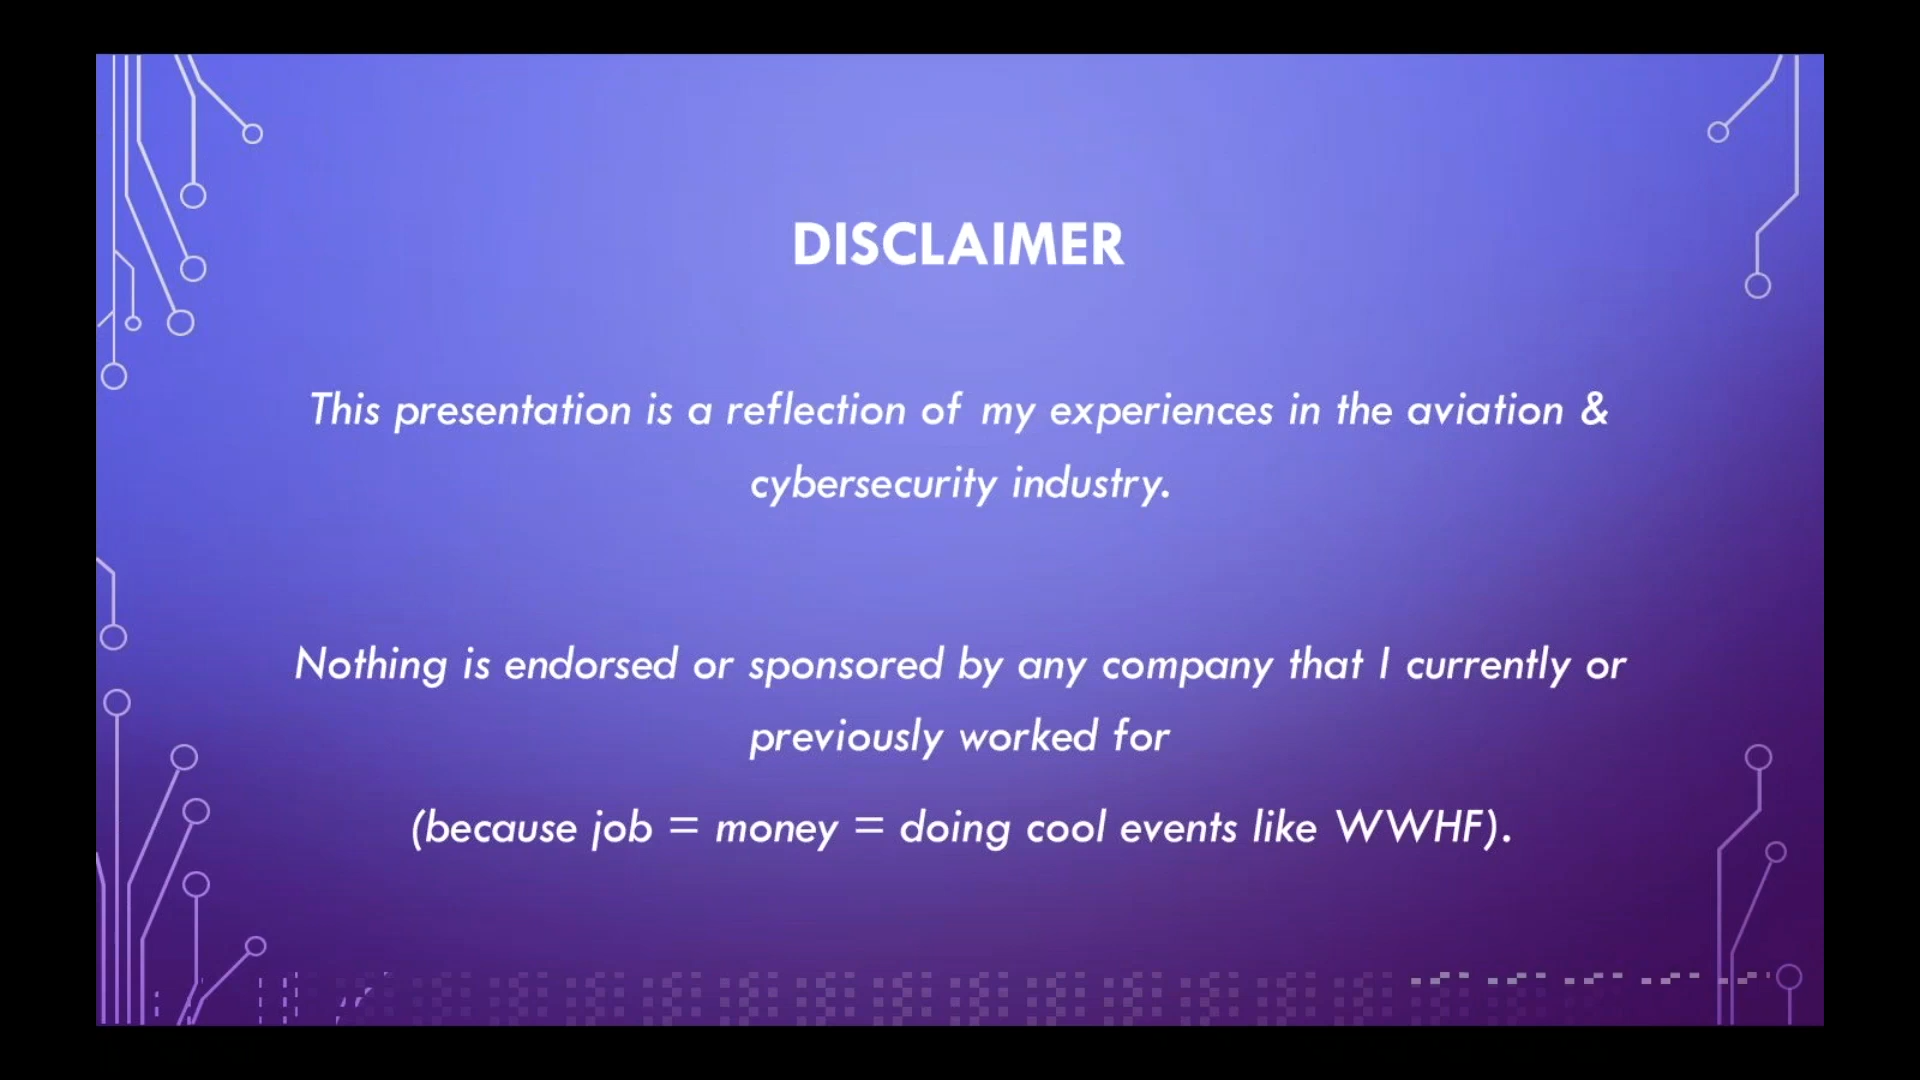 DISCLAIMER
This presentation is a reflection of my experiences in the aviation &
cybersecurity industry.
Nothing is endorsed or sponsored by any company that I currently or
previously worked for
(because job = money = doing cool events like WWHF).